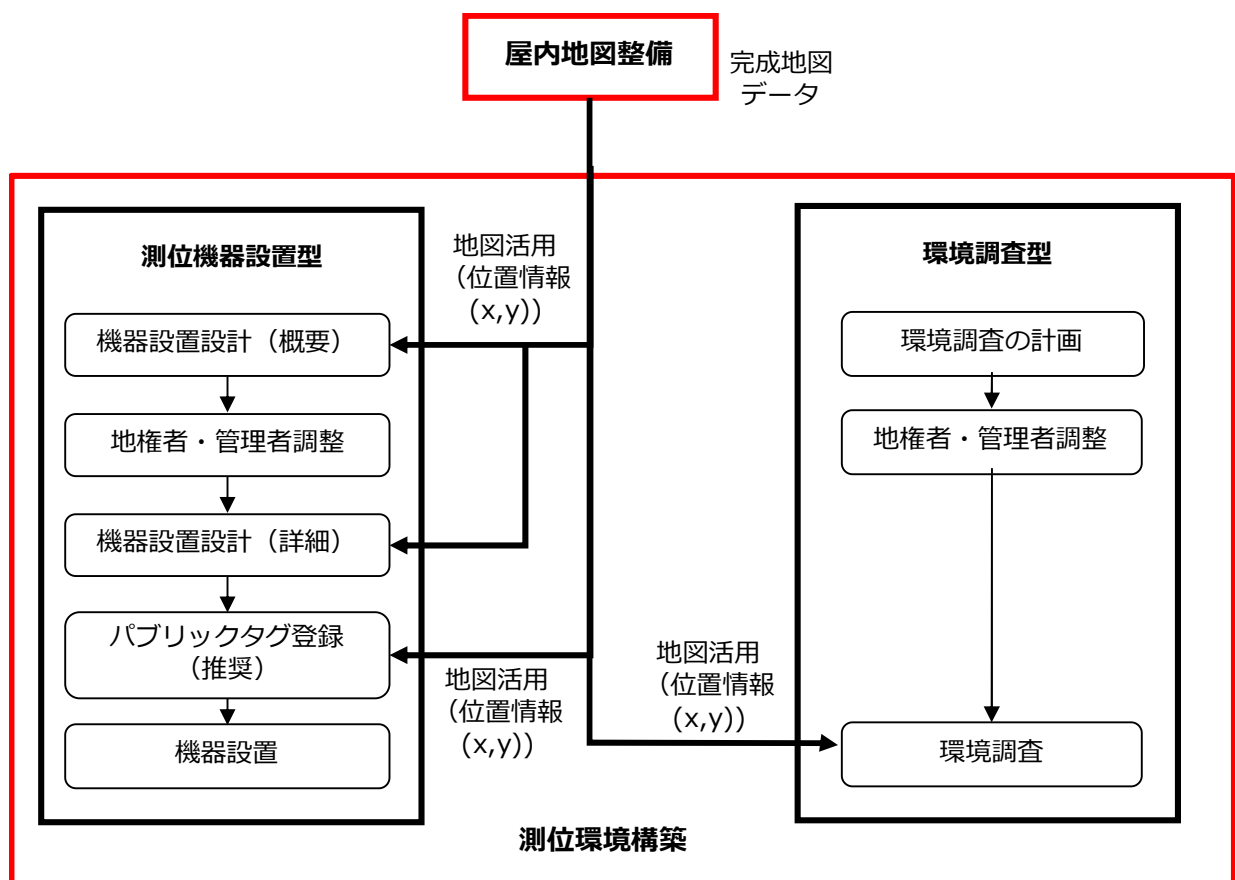 屋内地図整備
完成地図
データ
測位機器設置型
機器設置設計（概要）
地権者・管理者調整
機器設置設計（詳細）
パブリックタグ登録
（推奨）
機器設置
地図活用
（位置情報
(x,y)）
地図活用
（位置情報
(x,y)）
地図活用
（位置情報
(x,y)）
環境調査型
環境調査の計画
地権者・管理者調整
環境調査
測位環境構築